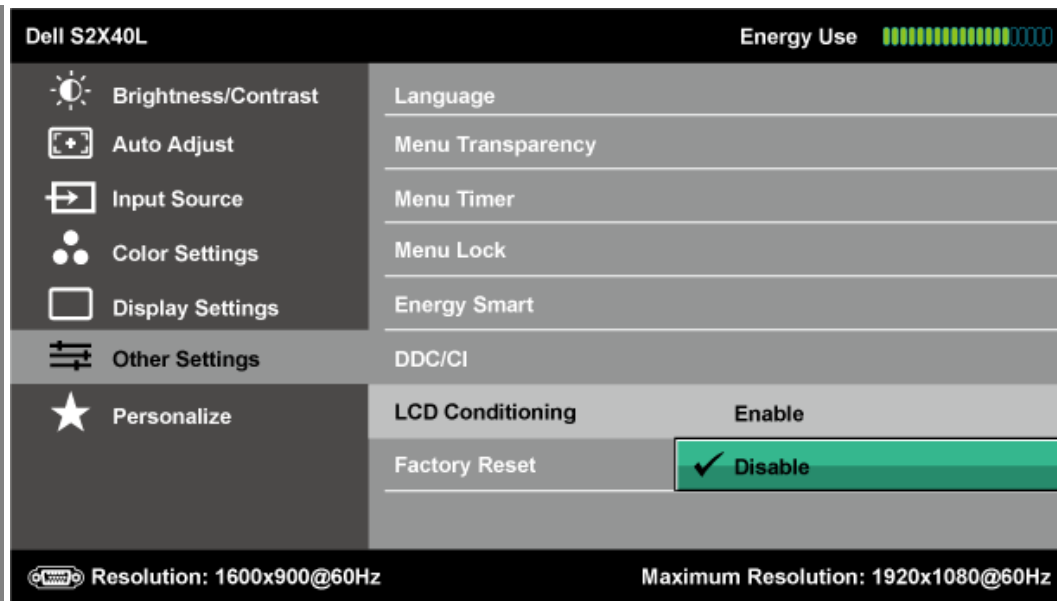 Dell S2X40L Energy Use
Brightness/Contrast Language
Auto Adjust Menu Transparency
Input Source Menu Timer
Color Settings Menu Lock
Display Settings Energy Smart
Other Settings DDC/CI
Personalize LCD Conditioning Enable
Factory Reset Disable
Resolution: 1600x900@60Hz Maximum Resolution: 1920x1080@60Hz